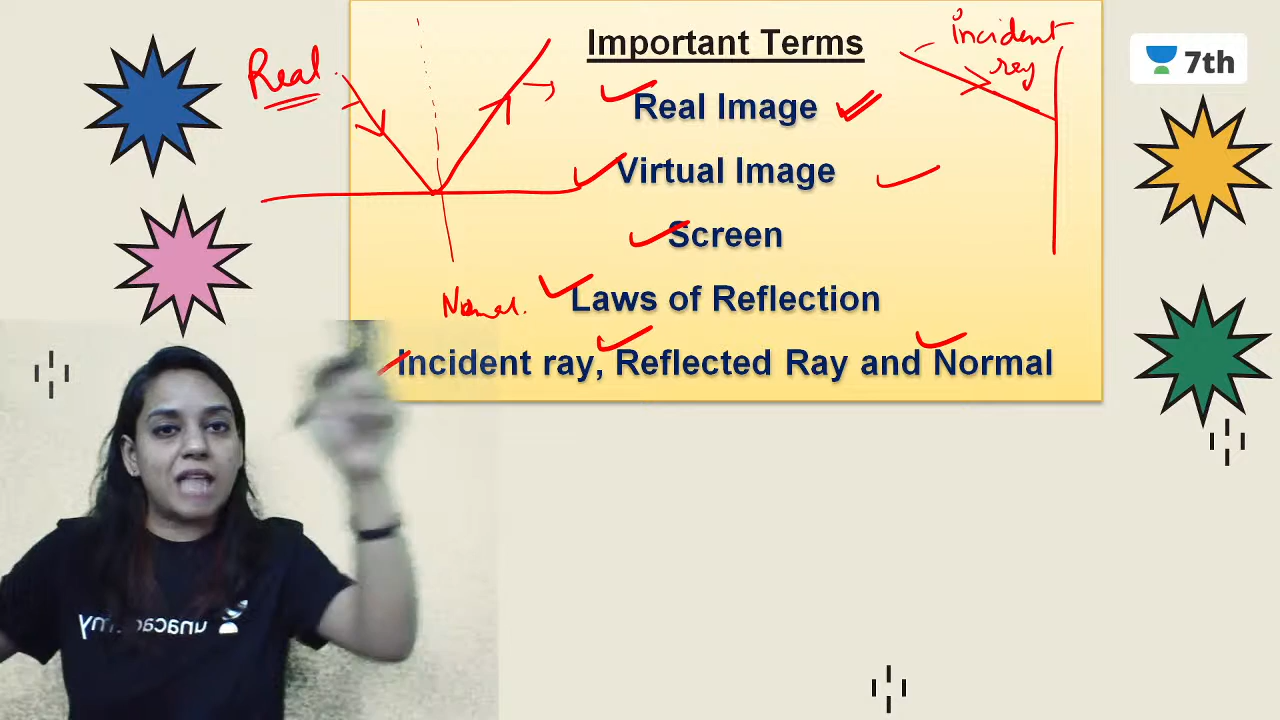 Important Terms
incident
ray
7th
Real
Real Image
Virtual Image
Screen
Normal.
Laws of Reflection
Incident ray, Reflected Ray and Normal
unacademy